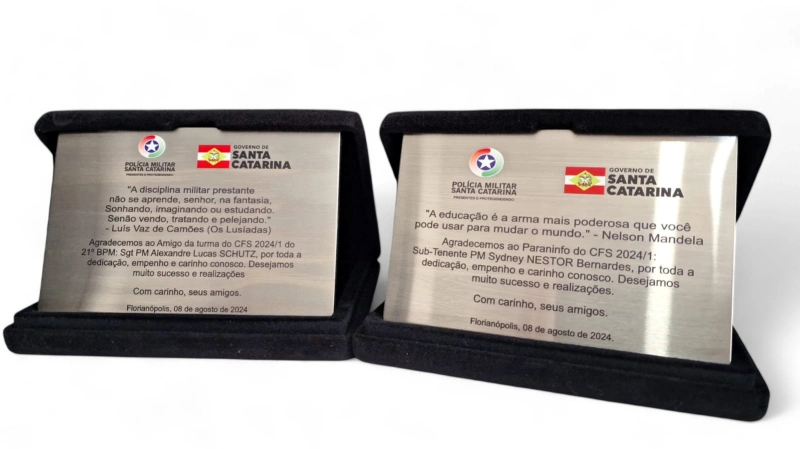 POLÍCIA MILITAR
SANTA CATARINA
GOVERNO DE
SANTA
CATARINA
"A disciplina militar prestante
não se aprende, senhor, na fantasia,
Sonhando, imaginando ou estudando.
Senão vendo, tratando e pelejando."
- Luís Vaz de Camões (Os Lusíadas)
Agradecemos ao Amigo da turma do CFS 2024/1 do
21º BPM: Sgt PM Alexandre Lucas SCHUTZ, por toda a
dedicação, empenho e carinho conosco. Desejamos
muito sucesso e realizações
Com carinho, seus amigos.
Florianópolis, 08 de agosto de 2024
POLÍCIA MILITAR
SANTA CATARINA
PRESENTES E PROTEGENDO
GOVERNO DE
SANTA
CATARINA
"A educação é a arma mais poderosa que você
pode usar para mudar o mundo." - Nelson Mandela
Agradecemos ao Paraninfo do CFS 2024/1:
Sub-Tenente PM Sydney NESTOR Bernardes, por toda a
dedicação, empenho e carinho conosco. Desejamos
muito sucesso e realizações.
Com carinho, seus amigos.
Florianópolis, 08 de agosto de 2024.